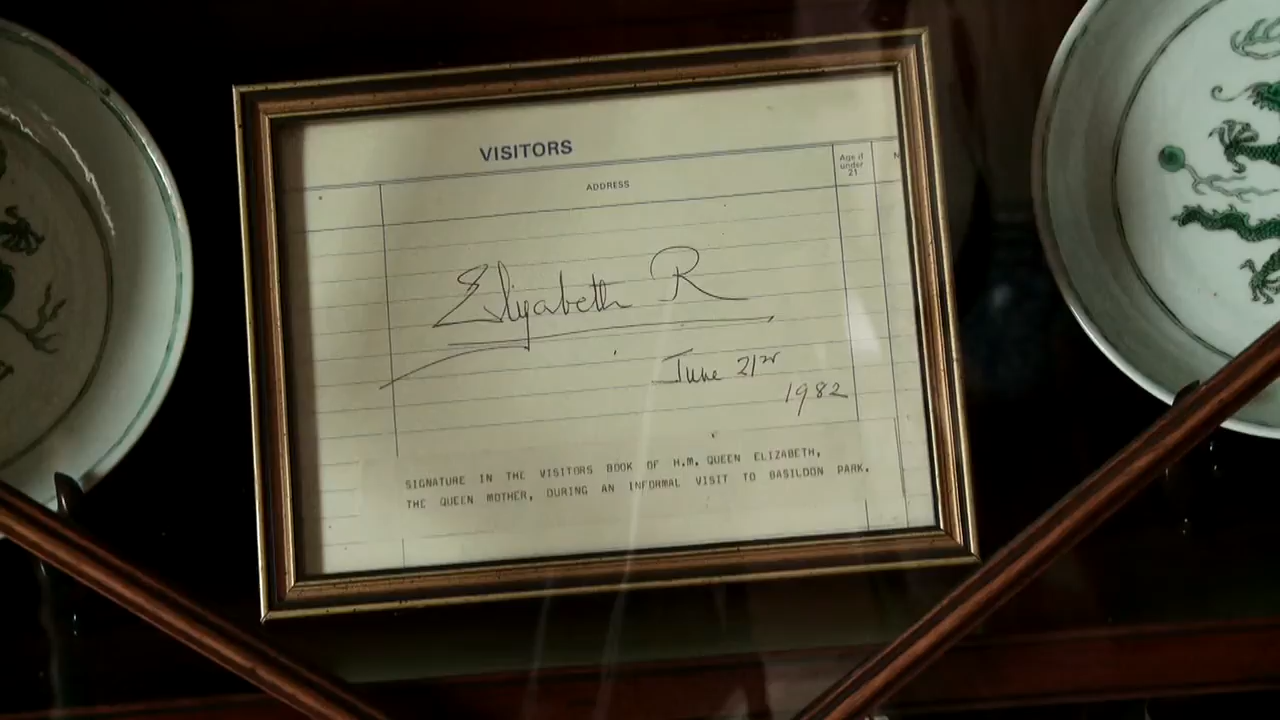 VISITORS
ADDRESS
Age if
under
21
N
Elizabeth R
June 21st
1982
SIGNATURE IN THE VISITORS BOOK OF H.M. QUEEN ELIZABETH,
THE QUEEN MOTHER, DURING AN INFORMAL VISIT TO BASILDON PARK.